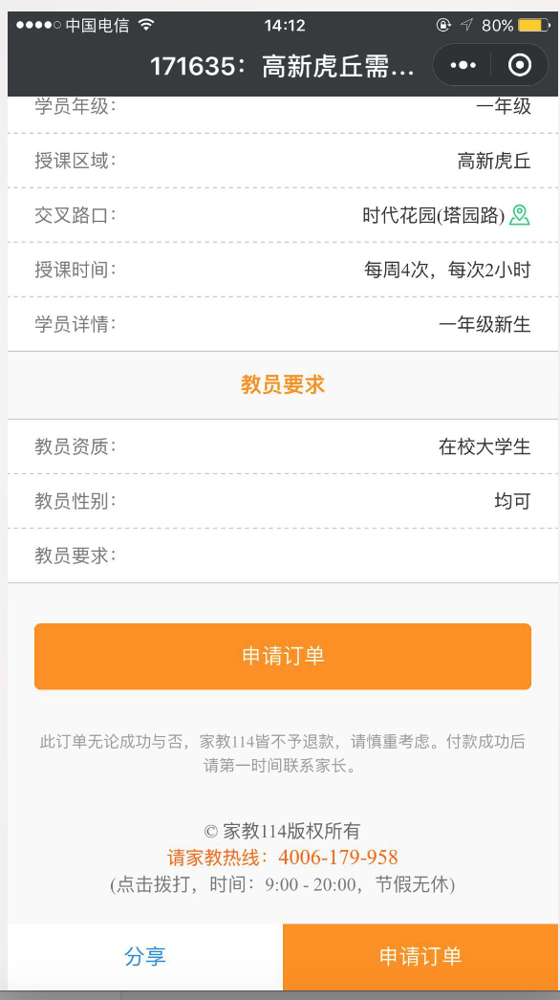 中国电信 14:12 80%
171635：高新虎丘需...
学员年级： 一年级
授课区域： 高新虎丘
交叉路口： 时代花园(塔园路)
授课时间： 每周4次，每次2小时
学员详情： 一年级新生
教员要求
教员资质： 在校大学生
教员性别： 均可
教员要求：
申请订单
此订单无论成功与否，家教114皆不予退款，请慎重考虑。付款成功后
请第一时间联系家长。
© 家教114版权所有
请家教热线：4006-179-958
(点击拨打，时间：9:00 - 20:00，节假无休)
分享 申请订单